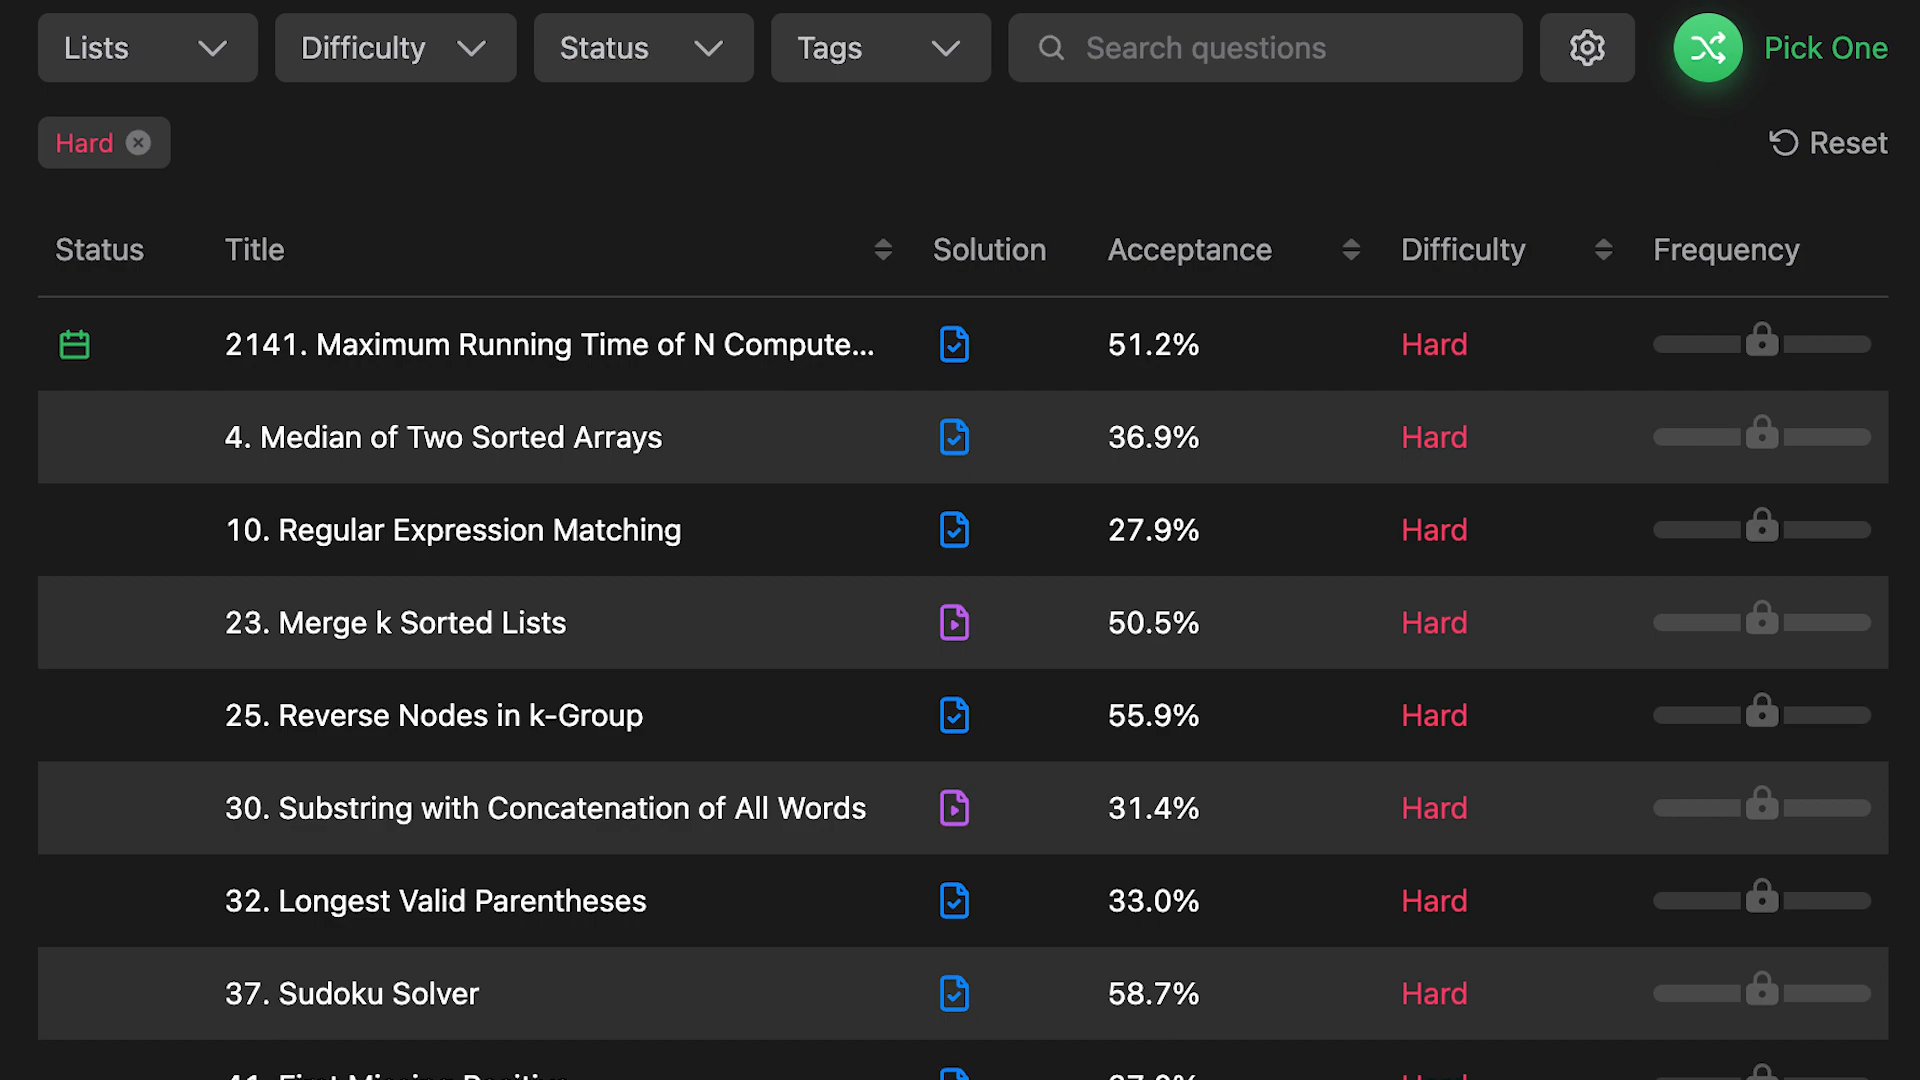 Lists Difficulty Status Tags Search questions Pick One
Hard Reset
Status Title Solution Acceptance Difficulty Frequency
2141. Maximum Running Time of N Compute... 51.2% Hard
4. Median of Two Sorted Arrays 36.9% Hard
10. Regular Expression Matching 27.9% Hard
23. Merge k Sorted Lists 50.5% Hard
25. Reverse Nodes in k-Group 55.9% Hard
30. Substring with Concatenation of All Words 31.4% Hard
32. Longest Valid Parentheses 33.0% Hard
37. Sudoku Solver 58.7% Hard